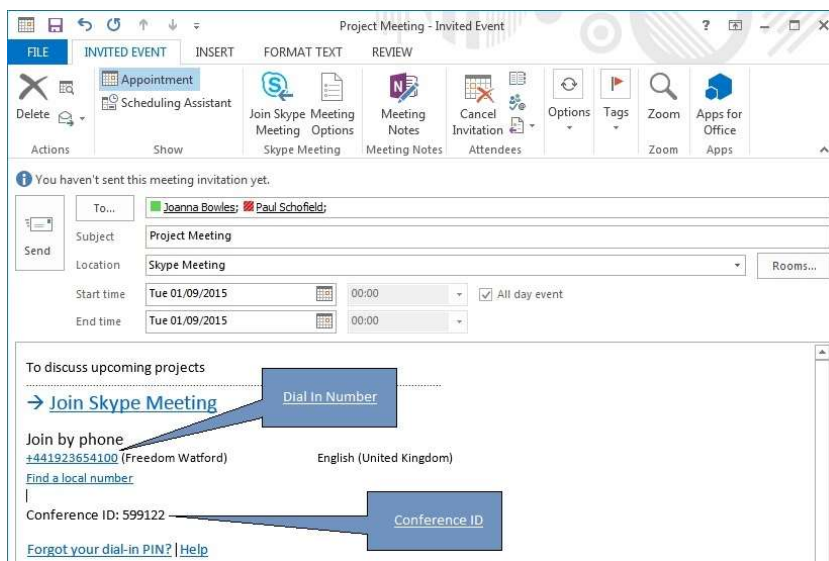 Project Meeting - Invited Event
FILE INVITED EVENT INSERT FORMAT TEXT REVIEW
Delete
Appointment
Scheduling Assistant
Join Skype Meeting
Meeting Options
Meeting Notes
Cancel Invitation
Options
Tags
Zoom
Apps for Office
Actions Show Skype Meeting Meeting Notes Attendees Zoom Apps
You haven't sent this meeting invitation yet.
Send
To... Joanna Bowles; Paul Schofield;
Subject Project Meeting
Location Skype Meeting Rooms...
Start time Tue 01/09/2015 00:00 All day event
End time Tue 01/09/2015 00:00
To discuss upcoming projects
→ Join Skype Meeting
Dial In Number
Join by phone
+441923654100 (Freedom Watford) English (United Kingdom)
Find a local number
Conference ID: 599122
Conference ID
Forgot your dial-in PIN? | Help